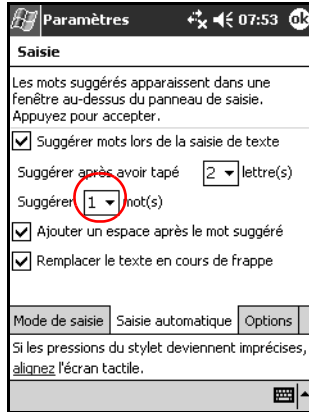 Paramètres 07:53 ok
Saisie
Les mots suggérés apparaissent dans une
fenêtre au-dessus du panneau de saisie.
Appuyez pour accepter.
Suggérer mots lors de la saisie de texte
Suggérer après avoir tapé 2 lettre(s)
Suggérer 1 mot(s)
Ajouter un espace après le mot suggéré
Remplacer le texte en cours de frappe
Mode de saisie Saisie automatique Options
Si les pressions du stylet deviennent imprécises,
alignez l'écran tactile.